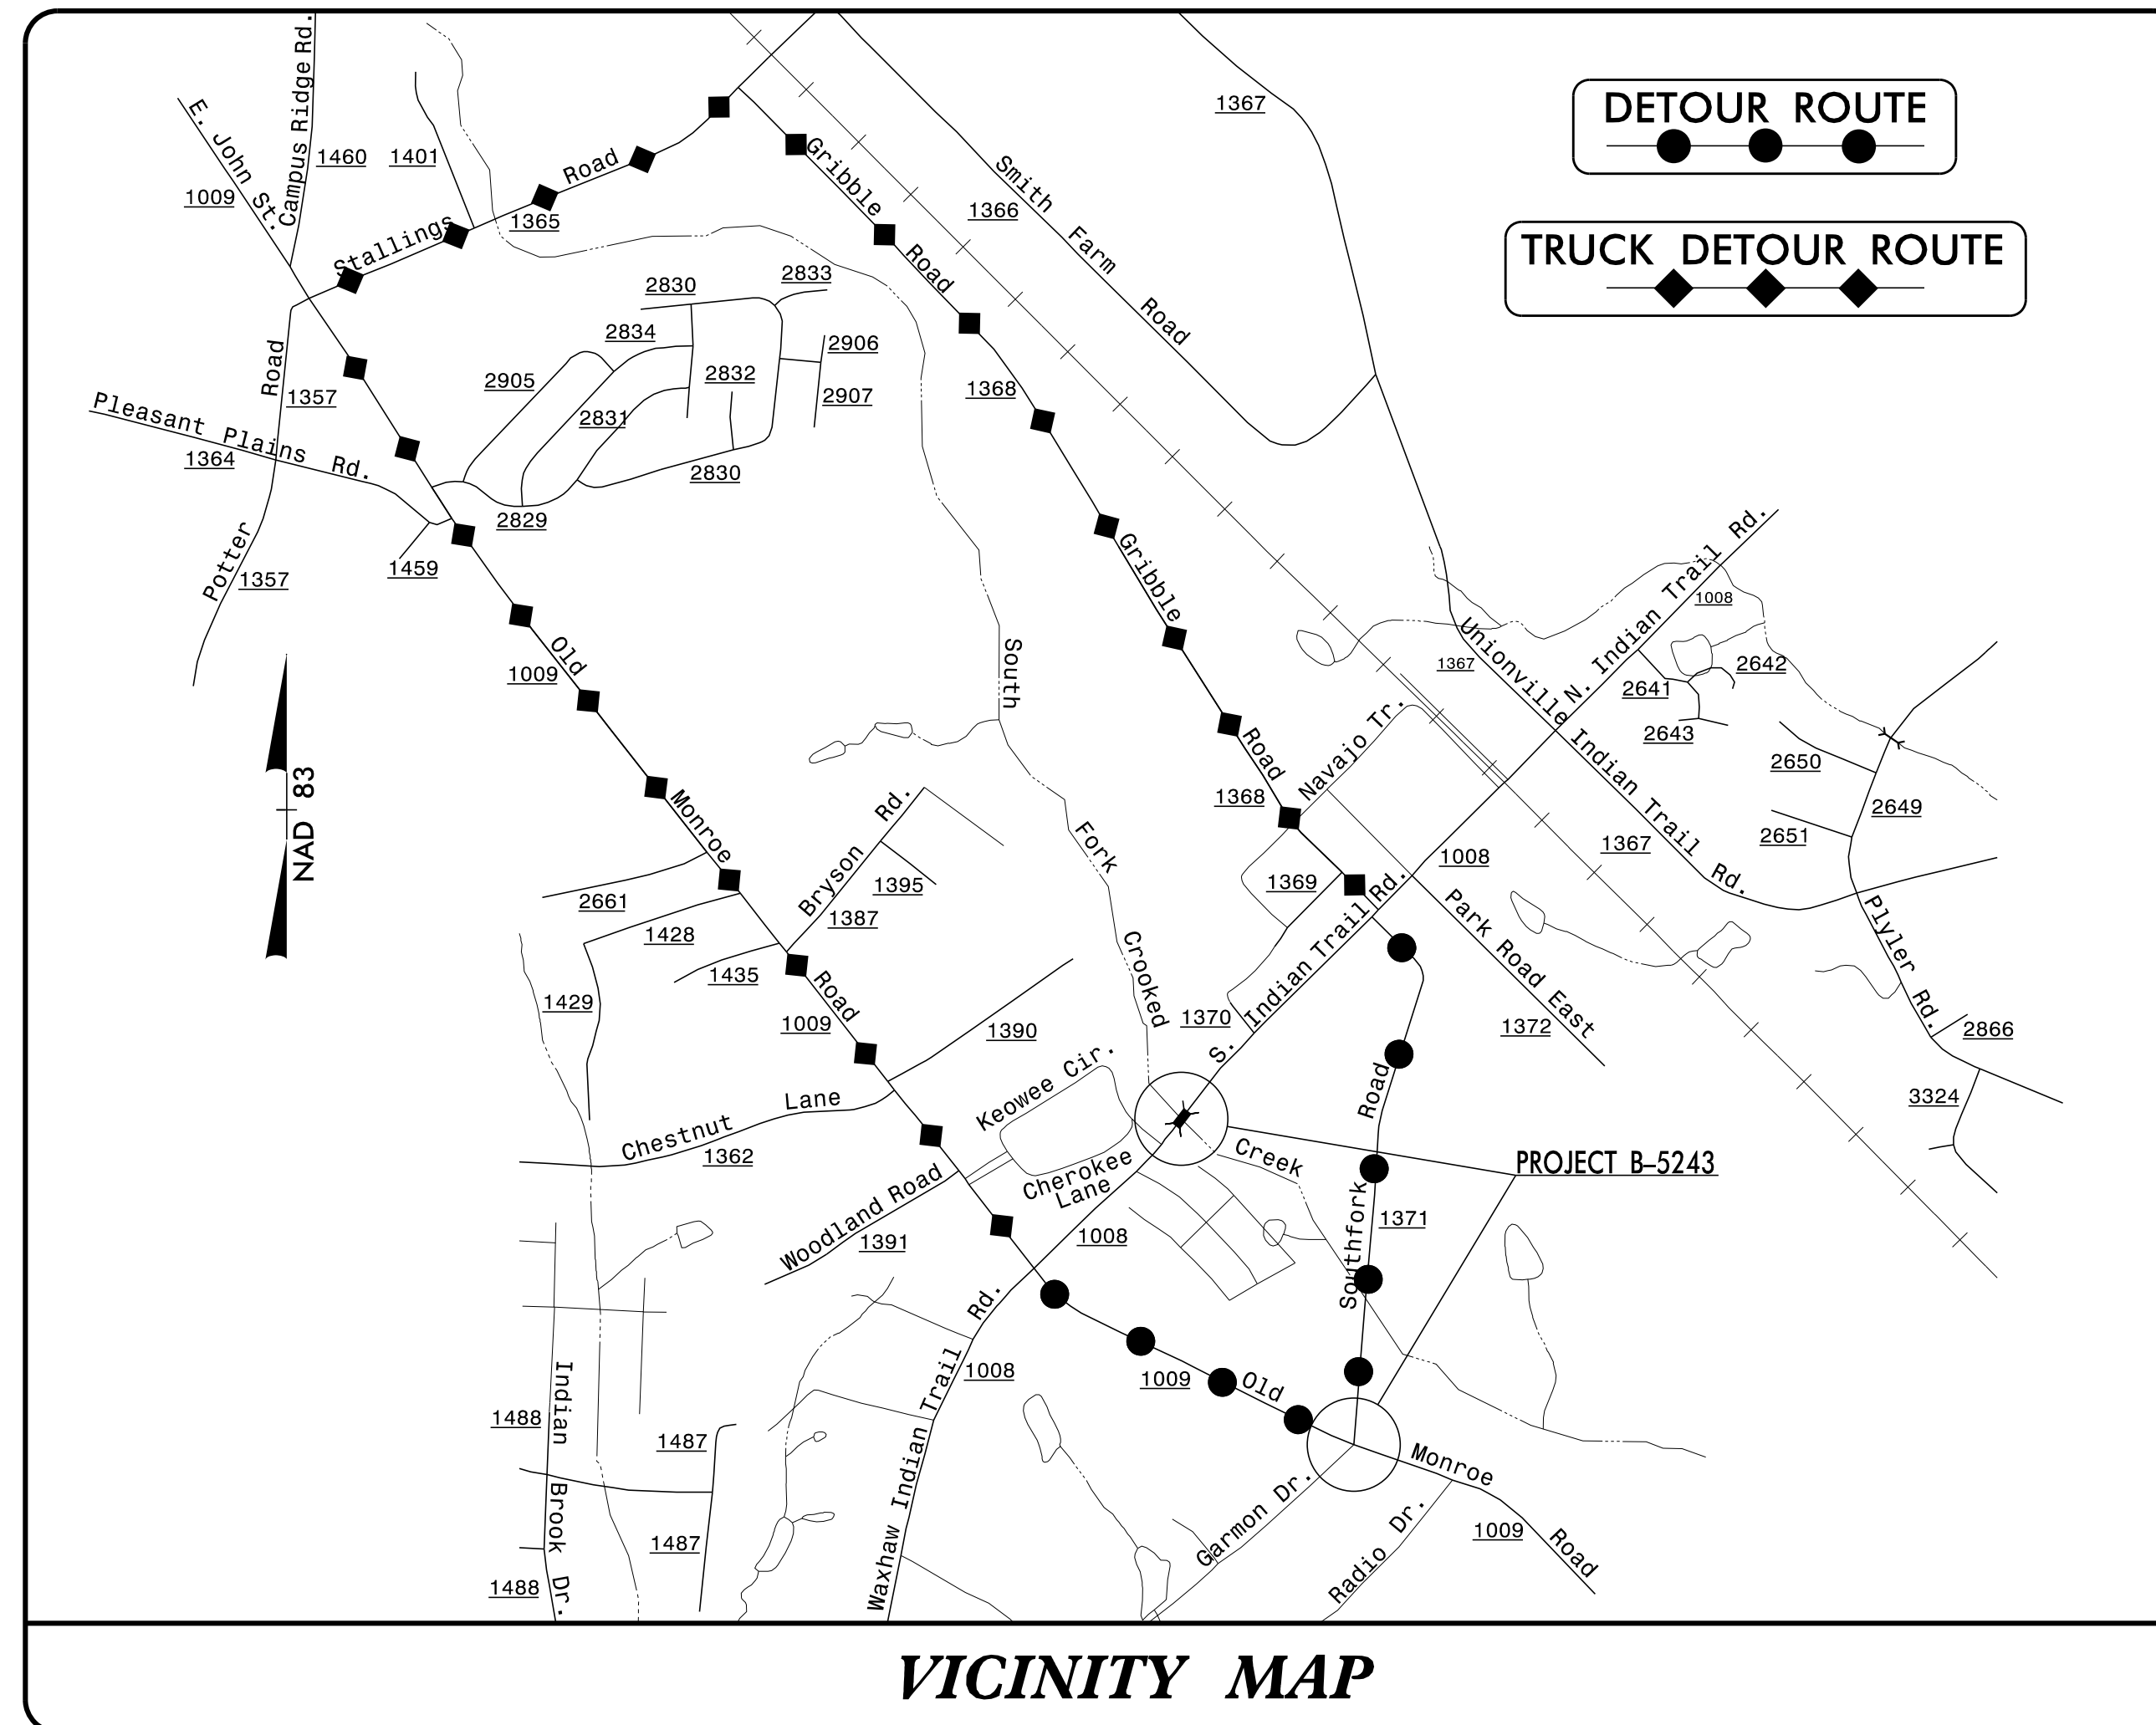 DETOUR ROUTE
TRUCK DETOUR ROUTE
Campus Ridge Rd.
E. John St.
1460
1401
1009
Stallings Road
1365
Gribble Road
1366
Smith Farm Road
1367
2830
2833
2834
2906
2905
2832
2907
2831
1368
Road
1357
Pleasant Plains Rd.
1364
2830
2829
1459
Potter
1357
Old
1009
South
Gribble
Road
1368
Navajo Tr.
1367
Unionville Indian Trail Rd.
N. Indian Trail Rd.
1008
2642
2641
2643
2650
2649
2651
1367
NAD 83
Monroe
Bryson Rd.
1395
1387
2661
1428
1435
1429
Road
1009
Fork
Crooked
1369
1008
Park Road East
1372
1370
S. Indian Trail Rd.
Plyler Rd.
2866
3324
1390
Keowee Cir.
Chestnut Lane
1362
Cherokee
Lane
Creek
Road
PROJECT B-5243
Southfork
1371
Woodland Road
1391
1008
Waxhaw Indian Trail Rd.
1008
1009
Old
Monroe
Road
1009
Garmon Dr.
Radio Dr.
Indian Brook Dr.
1488
1487
1487
1488
VICINITY MAP